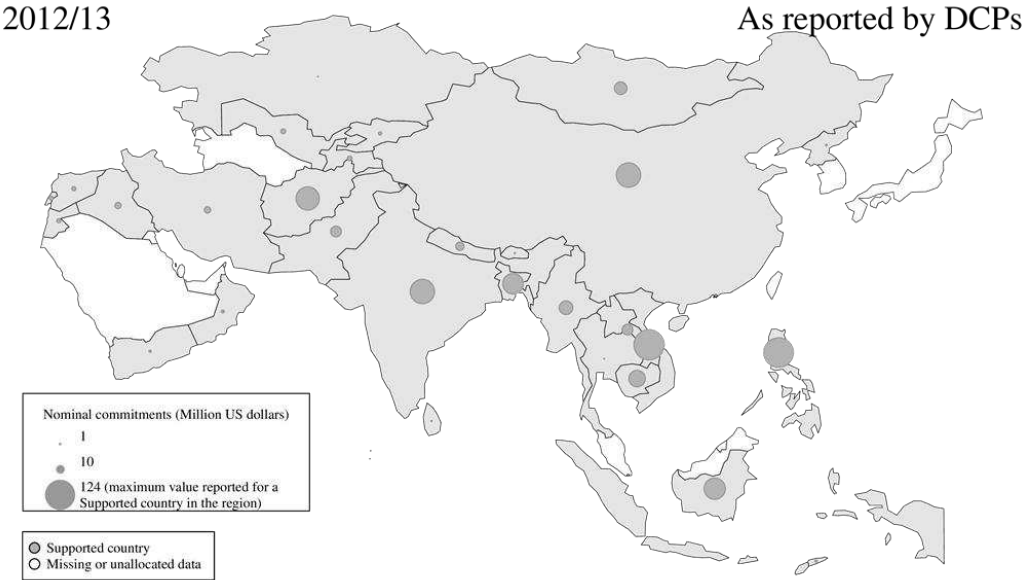 2012/13
As reported by DCPs
Nominal commitments (Million US dollars)
1
10
124 (maximum value reported for a
Supported country in the region)
Supported country
Missing or unallocated data